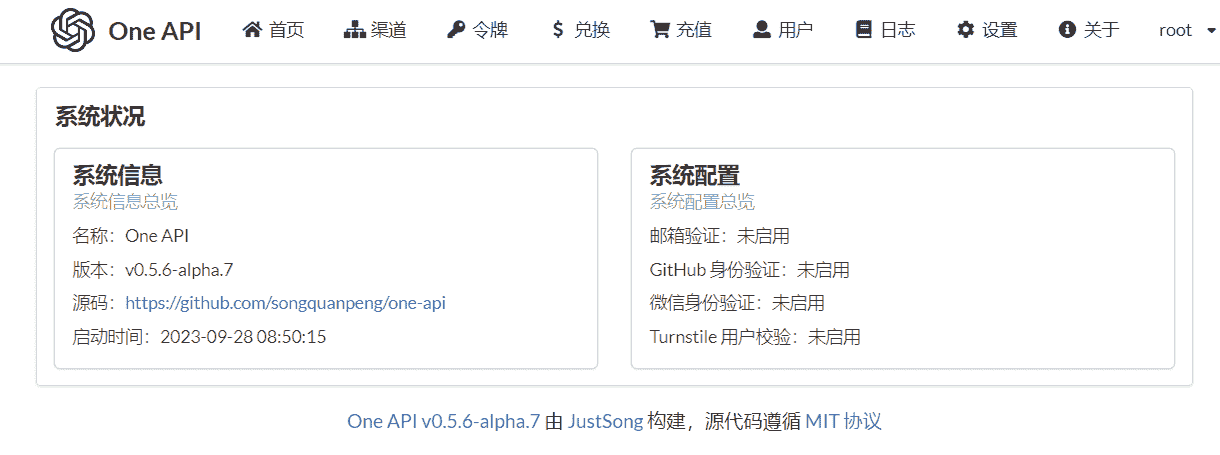 One API 首页 渠道 令牌 兑换 充值 用户 日志 设置 关于 root
系统状况
系统信息
系统信息总览
名称：One API
版本：v0.5.6-alpha.7
源码：https://github.com/songquanpeng/one-api
启动时间：2023-09-28 08:50:15
系统配置
系统配置总览
邮箱验证：未启用
GitHub 身份验证：未启用
微信身份验证：未启用
Turnstile 用户校验：未启用
One API v0.5.6-alpha.7 由 JustSong 构建，源代码遵循 MIT 协议